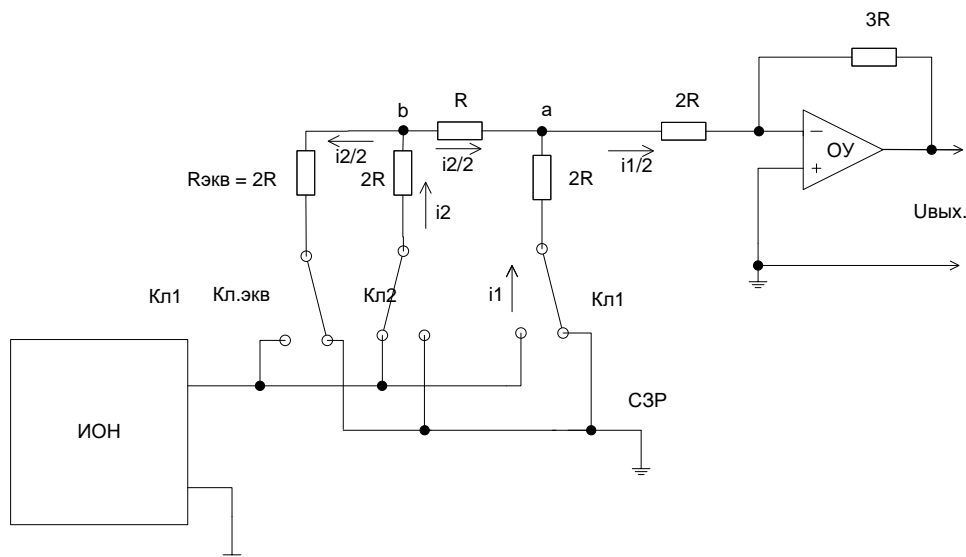 3R
b
R
a
2R
i2/2
i2/2
i1/2
−
+
ОУ
Rэкв = 2R
2R
2R
i2
Uвых.
Кл1
Кл.экв
Кл2
i1
Кл1
СЗР
ИОН